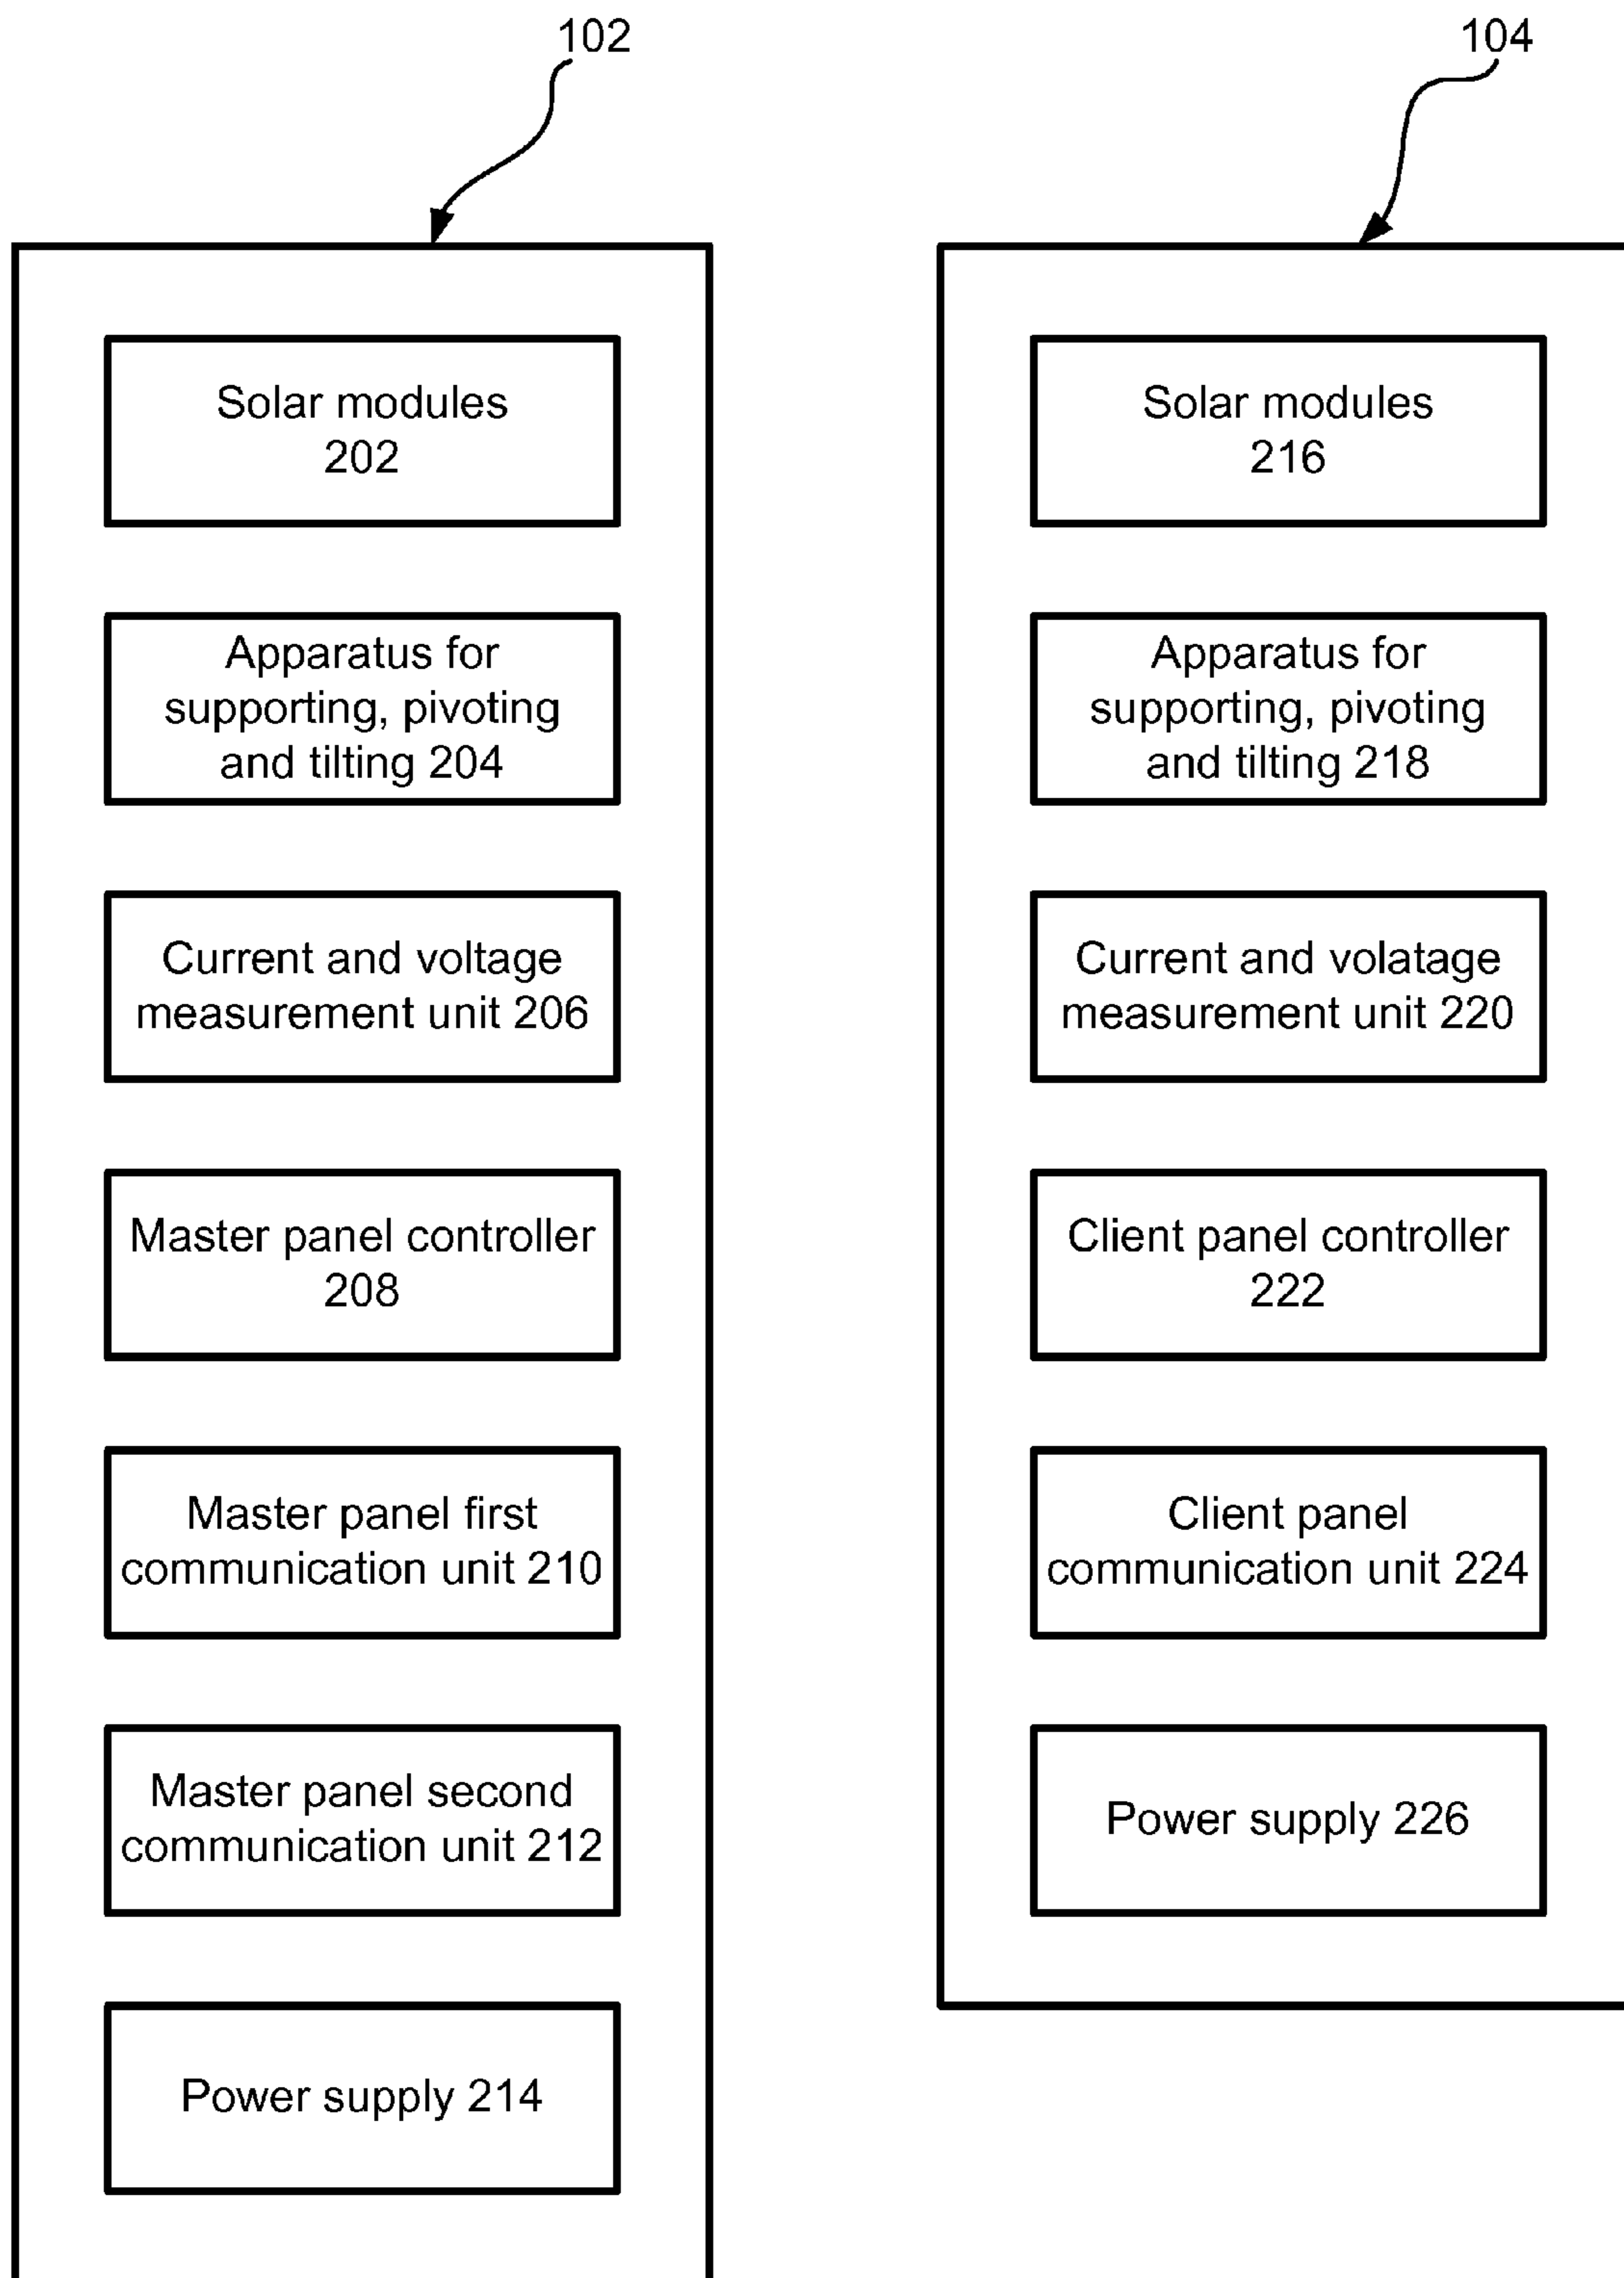 102
Solar modules
202
Apparatus for
supporting, pivoting
and tilting 204
Current and voltage
measurement unit 206
Master panel controller
208
Master panel first
communication unit 210
Master panel second
communication unit 212
Power supply 214
104
Solar modules
216
Apparatus for
supporting, pivoting
and tilting 218
Current and volatage
measurement unit 220
Client panel controller
222
Client panel
communication unit 224
Power supply 226